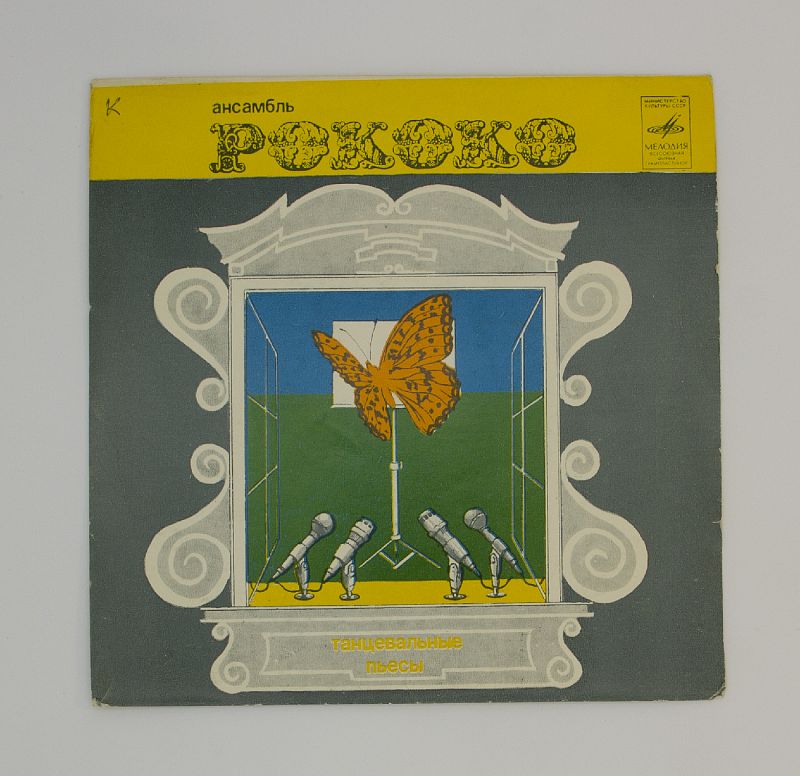 К
ансамбль
РОКОКО
МИНИСТЕРСТВО
КУЛЬТУРЫ СССР
МЕЛОДИЯ
ВСЕСОЮЗНАЯ
ФИРМА
ГРАМПЛАСТИНОК
танцевальные
пьесы